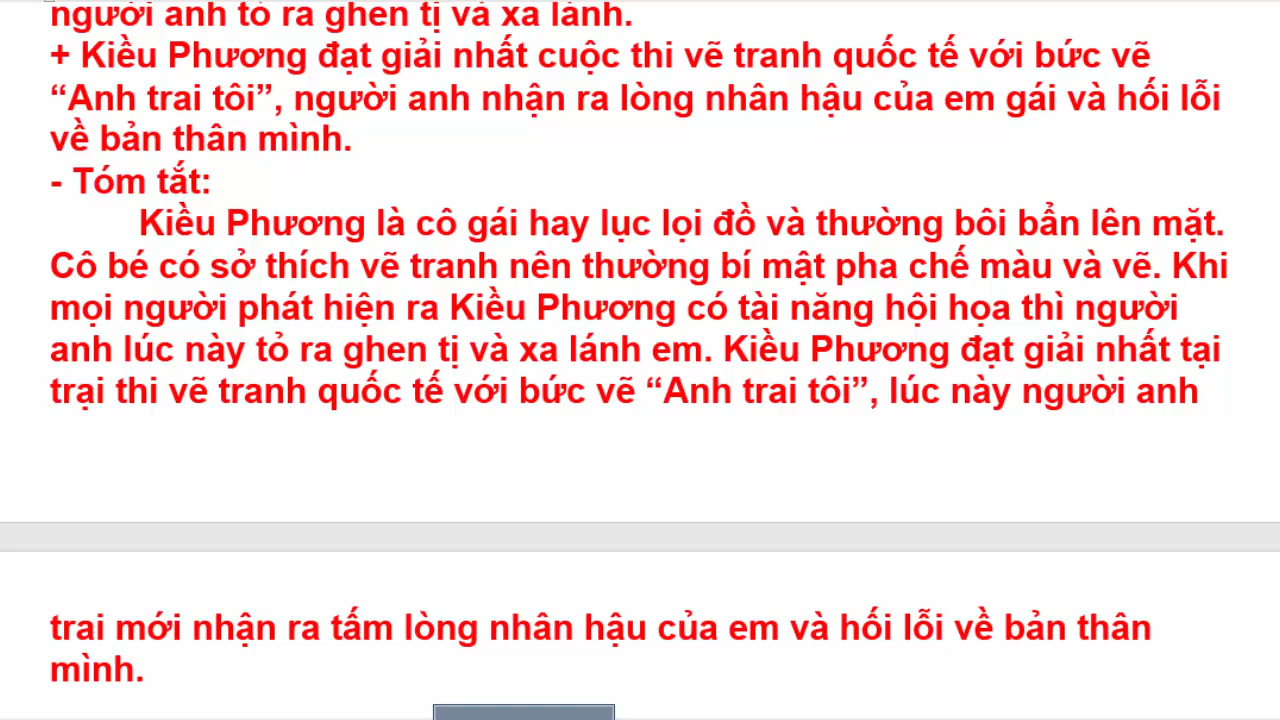 người anh tỏ ra ghen tị và xa lánh.
+ Kiều Phương đạt giải nhất cuộc thi vẽ tranh quốc tế với bức vẽ
“Anh trai tôi”, người anh nhận ra lòng nhân hậu của em gái và hối lỗi
về bản thân mình.
- Tóm tắt:
Kiều Phương là cô gái hay lục lọi đồ và thường bôi bẩn lên mặt.
Cô bé có sở thích vẽ tranh nên thường bí mật pha chế màu và vẽ. Khi
mọi người phát hiện ra Kiều Phương có tài năng hội họa thì người
anh lúc này tỏ ra ghen tị và xa lánh em. Kiều Phương đạt giải nhất tại
trại thi vẽ tranh quốc tế với bức vẽ “Anh trai tôi”, lúc này người anh
trai mới nhận ra tấm lòng nhân hậu của em và hối lỗi về bản thân
mình.